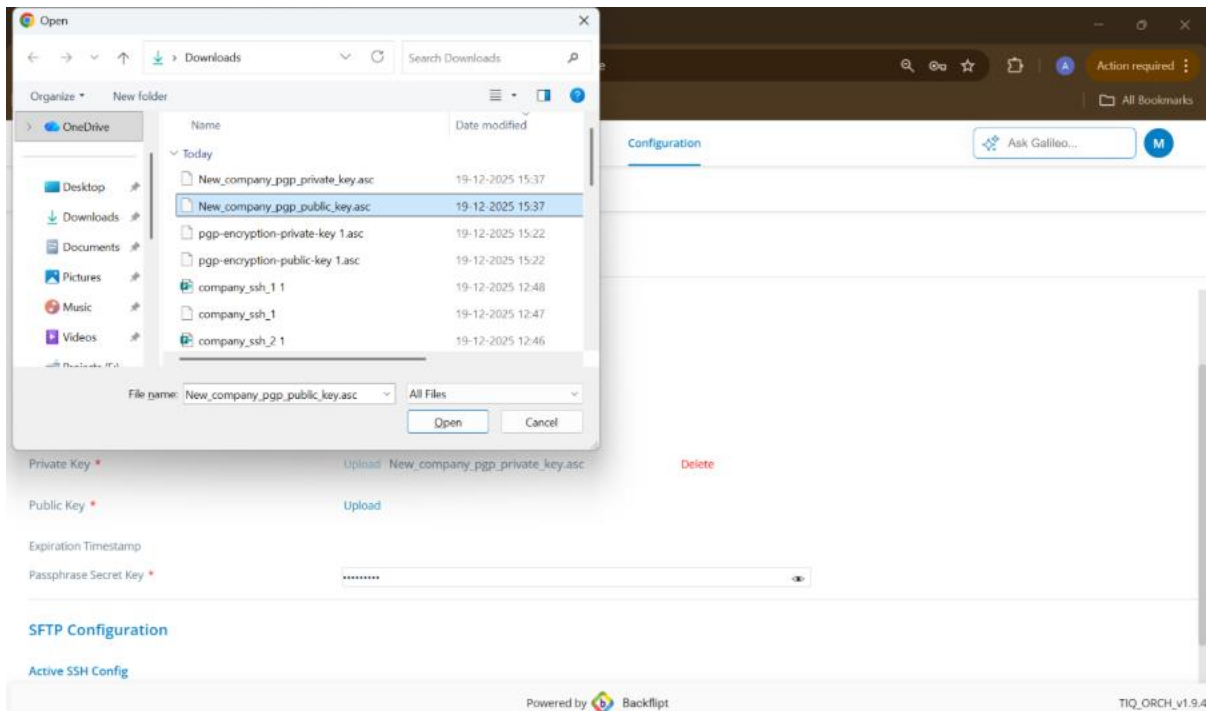 Open
Downloads
Search Downloads
Action required
Organize
New folder
All Bookmarks
OneDrive
Name
Date modified
Configuration
Ask Galileo...
M
Today
Desktop
New_company_pgp_private_key.asc 19-12-2025 15:37
Downloads
New_company_pgp_public_key.asc 19-12-2025 15:37
Documents
pgp-encryption-private-key 1.asc 19-12-2025 15:22
pgp-encryption-public-key 1.asc 19-12-2025 15:22
Pictures
company_ssh_1 1 19-12-2025 12:48
Music
company_ssh_1 19-12-2025 12:47
Videos
company_ssh_2 1 19-12-2025 12:46
File name: New_company_pgp_public_key.asc All Files
Open Cancel
Private Key * Upload New_company_pgp_private_key.asc Delete
Public Key * Upload
Expiration Timestamp
Passphrase Secret Key * •••••••••
SFTP Configuration
Active SSH Config
Powered by Backflipt TIQ_ORCH_v1.9.4